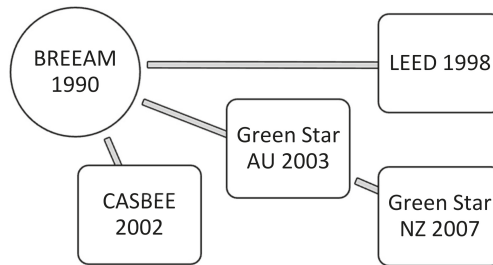 BREEAM
1990
LEED 1998
Green Star
AU 2003
CASBEE
2002
Green Star
NZ 2007